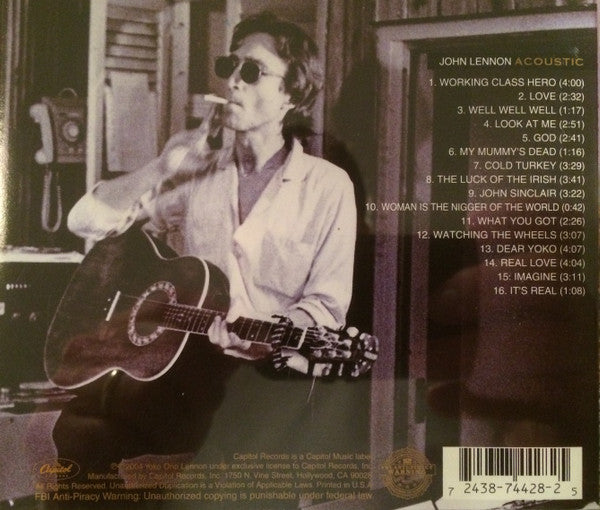 JOHN LENNON ACOUSTIC
1. WORKING CLASS HERO (4:00)
2. LOVE (2:32)
3. WELL WELL WELL (1:17)
4. LOOK AT ME (2:51)
5. GOD (2:41)
6. MY MUMMY'S DEAD (1:16)
7. COLD TURKEY (3:29)
8. THE LUCK OF THE IRISH (3:41)
9. JOHN SINCLAIR (3:22)
10. WOMAN IS THE NIGGER OF THE WORLD (0:42)
11. WHAT YOU GOT (2:26)
12. WATCHING THE WHEELS (3:07)
13. DEAR YOKO (4:07)
14. REAL LOVE (4:04)
15: IMAGINE (3:11)
16. IT'S REAL (1:08)
Capitol Records is a Capitol Music label
2004 Yoko Ono Lennon under exclusive license to Capitol Records, Inc.
Manufactured by Capitol Records, Inc. 1750 N. Vine Street, Hollywood, CA 90028
Unauthorized Duplication is a Violation of Applicable Laws. Printed in U.S.A.
FBI Anti-Piracy Warning: Unauthorized copying is punishable under federal law.
Capitol
WARNING
7 2438-74428-2 5